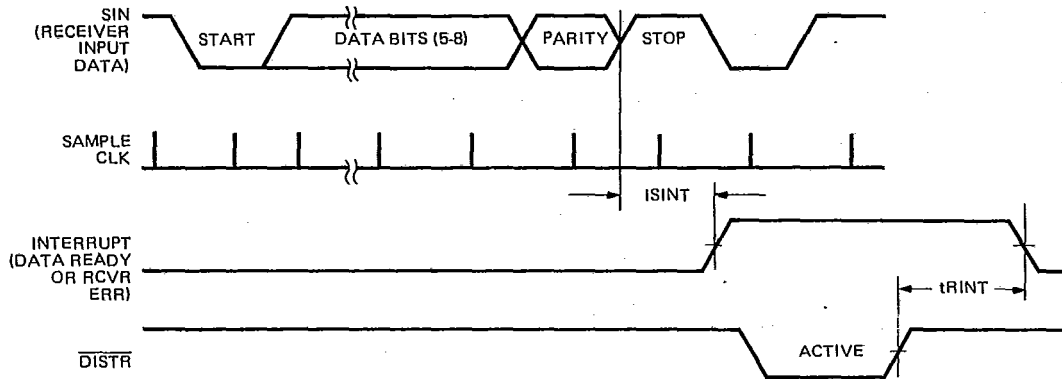 SIN
(RECEIVER
INPUT
DATA)
START
DATA BITS (5-8)
PARITY
STOP
SAMPLE
CLK
ISINT
INTERRUPT
(DATA READY
OR RCVR
ERR)
tRINT
DISTR
ACTIVE